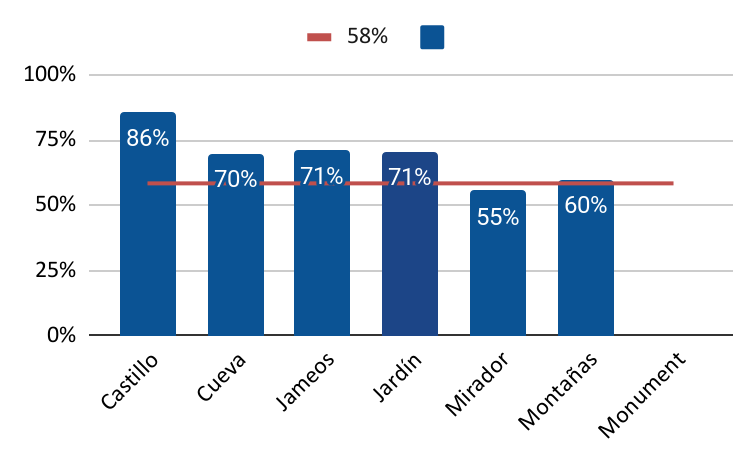 58%
100%
75%
50%
25%
0%
86%
70%
71%
71%
55%
60%
Castillo
Cueva
Jameos
Jardín
Mirador
Montañas
Monument